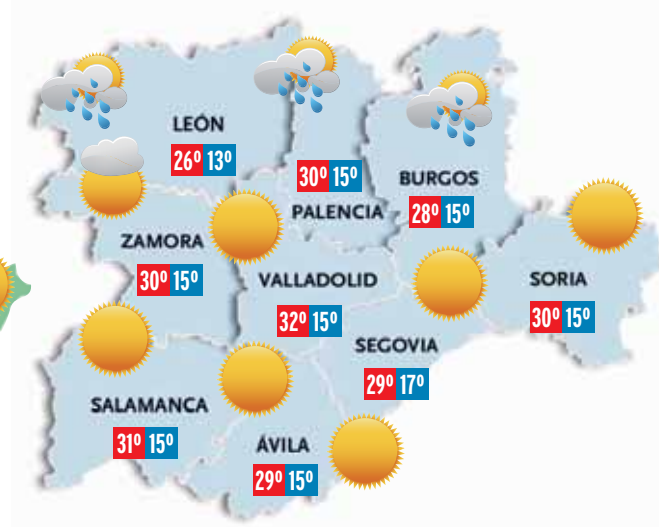 LEÓN
26º 13º
30º 15º
PALENCIA
BURGOS
28º 15º
ZAMORA
30º 15º
VALLADOLID
32º 15º
SORIA
30º 15º
SEGOVIA
29º 17º
SALAMANCA
31º 15º
ÁVILA
29º 15º